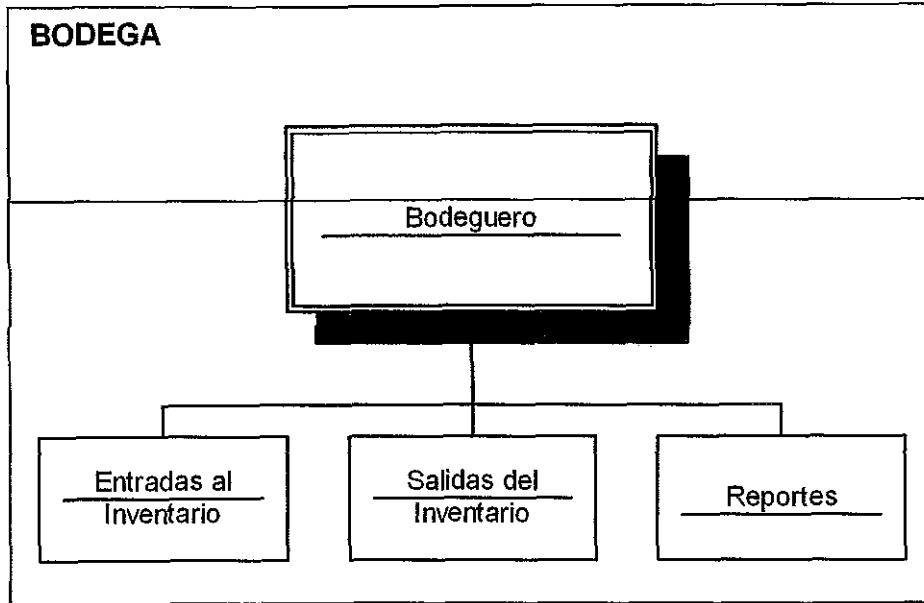 BODEGA
Bodeguero
Entradas al
Inventario
Salidas del
Inventario
Reportes